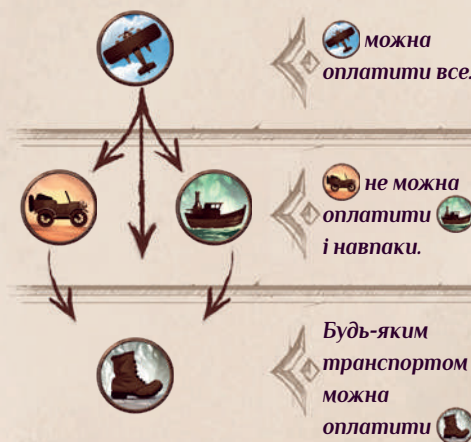 можна
оплатити все.
не можна
оплатити
і навпаки.
Будь-яким
транспортом
можна
оплатити